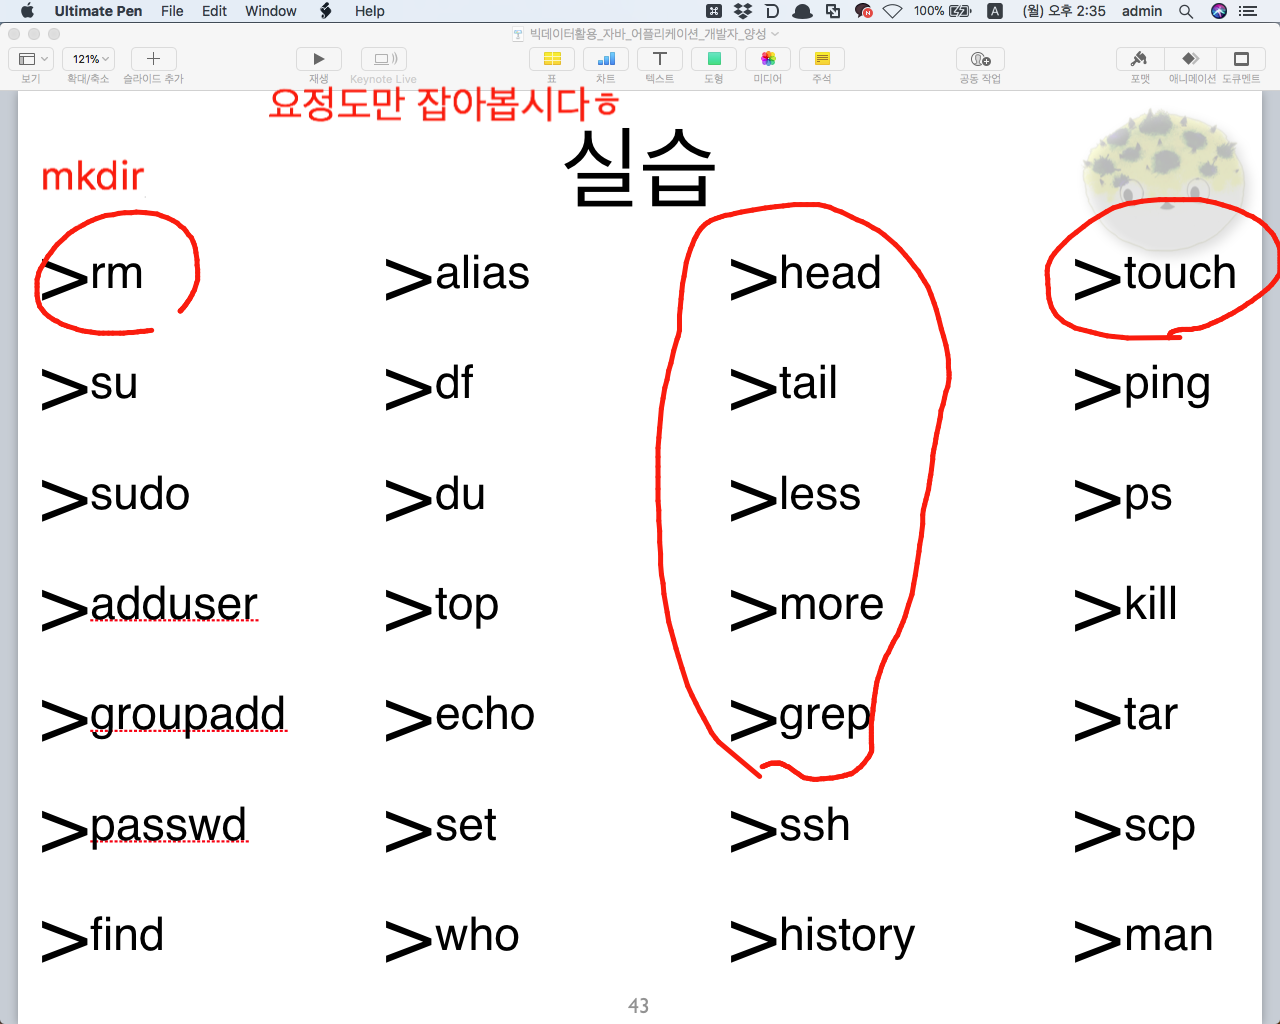 Ultimate Pen File Edit Window Help 100% A (월) 오후 2:35 admin
빅데이터활용_자바_어플리케이션_개발자_양성
121%
보기 확대/축소 슬라이드 추가 재생 Keynote Live 표 차트 텍스트 도형 미디어 주석 공동 작업 포맷 애니메이션 도큐멘트
요정도만 잡아봅시다ㅎ
실습
mkdir
>rm >alias >head >touch
>su >df >tail >ping
>sudo >du >less >ps
>adduser >top >more >kill
>groupadd >echo >grep >tar
>passwd >set >ssh >scp
>find >who >history >man
43